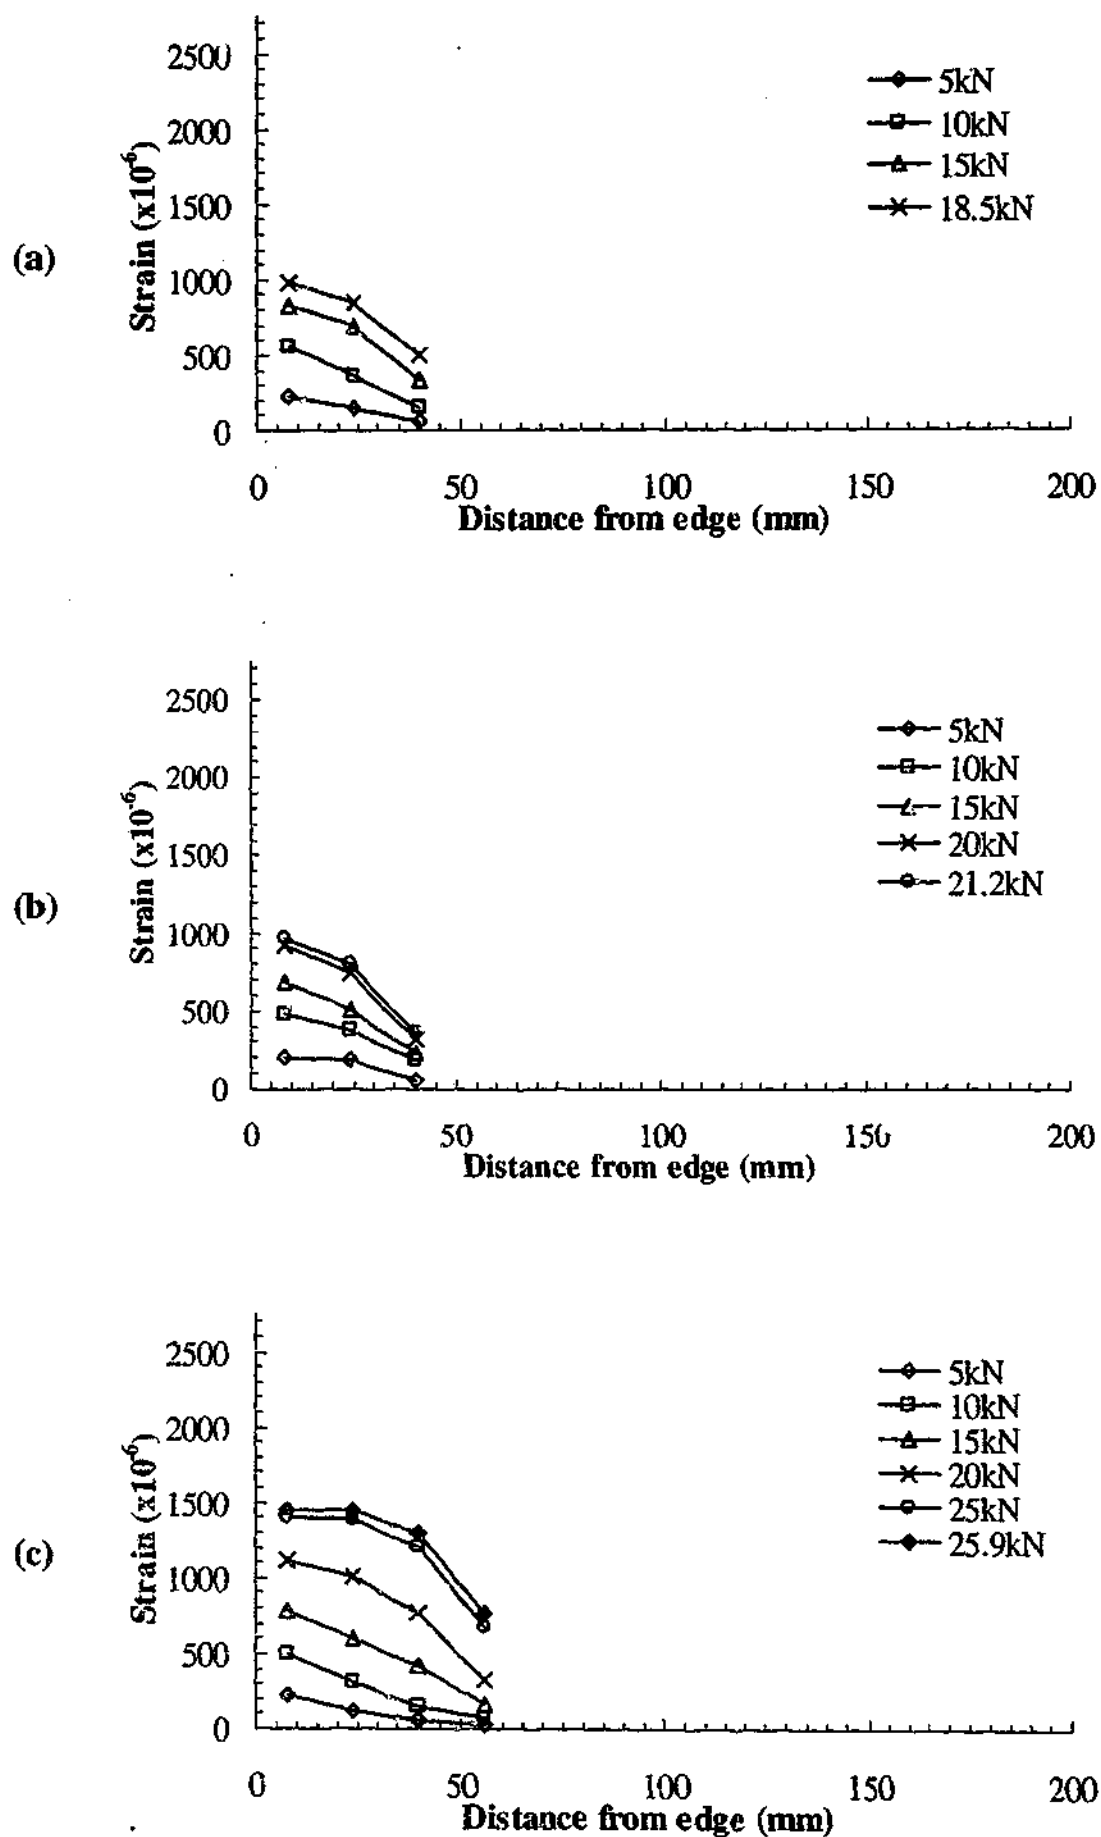 (a)
Strain (x10⁻⁶)
2500
2000
1500
1000
500
0
0 50 100 150 200
Distance from edge (mm)
5kN
10kN
15kN
18.5kN
(b)
Strain (x10⁻⁶)
2500
2000
1500
1000
500
0
0 50 100 150 200
Distance from edge (mm)
5kN
10kN
15kN
20kN
21.2kN
(c)
Strain (x10⁻⁶)
2500
2000
1500
1000
500
0
0 50 100 150 200
Distance from edge (mm)
5kN
10kN
15kN
20kN
25kN
25.9kN